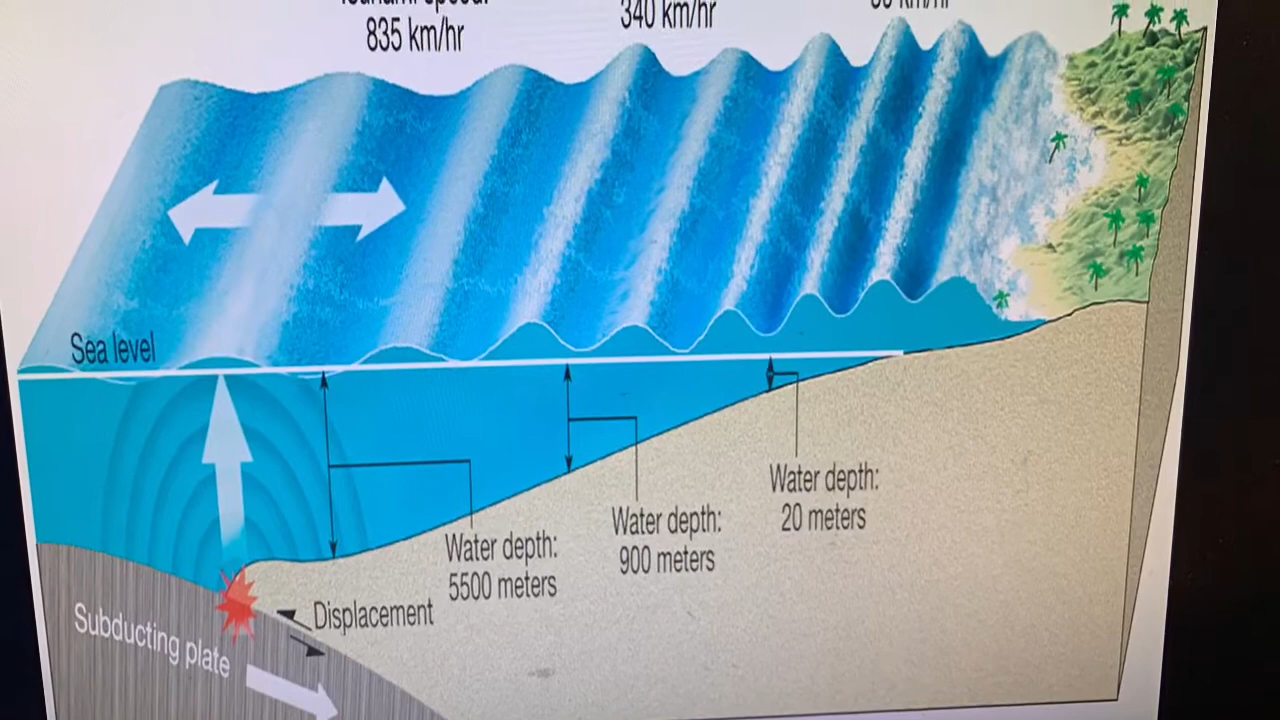 835 km/hr
340 km/hr
Sea level
Water depth:
20 meters
Water depth:
900 meters
Water depth:
5500 meters
Displacement
Subducting plate